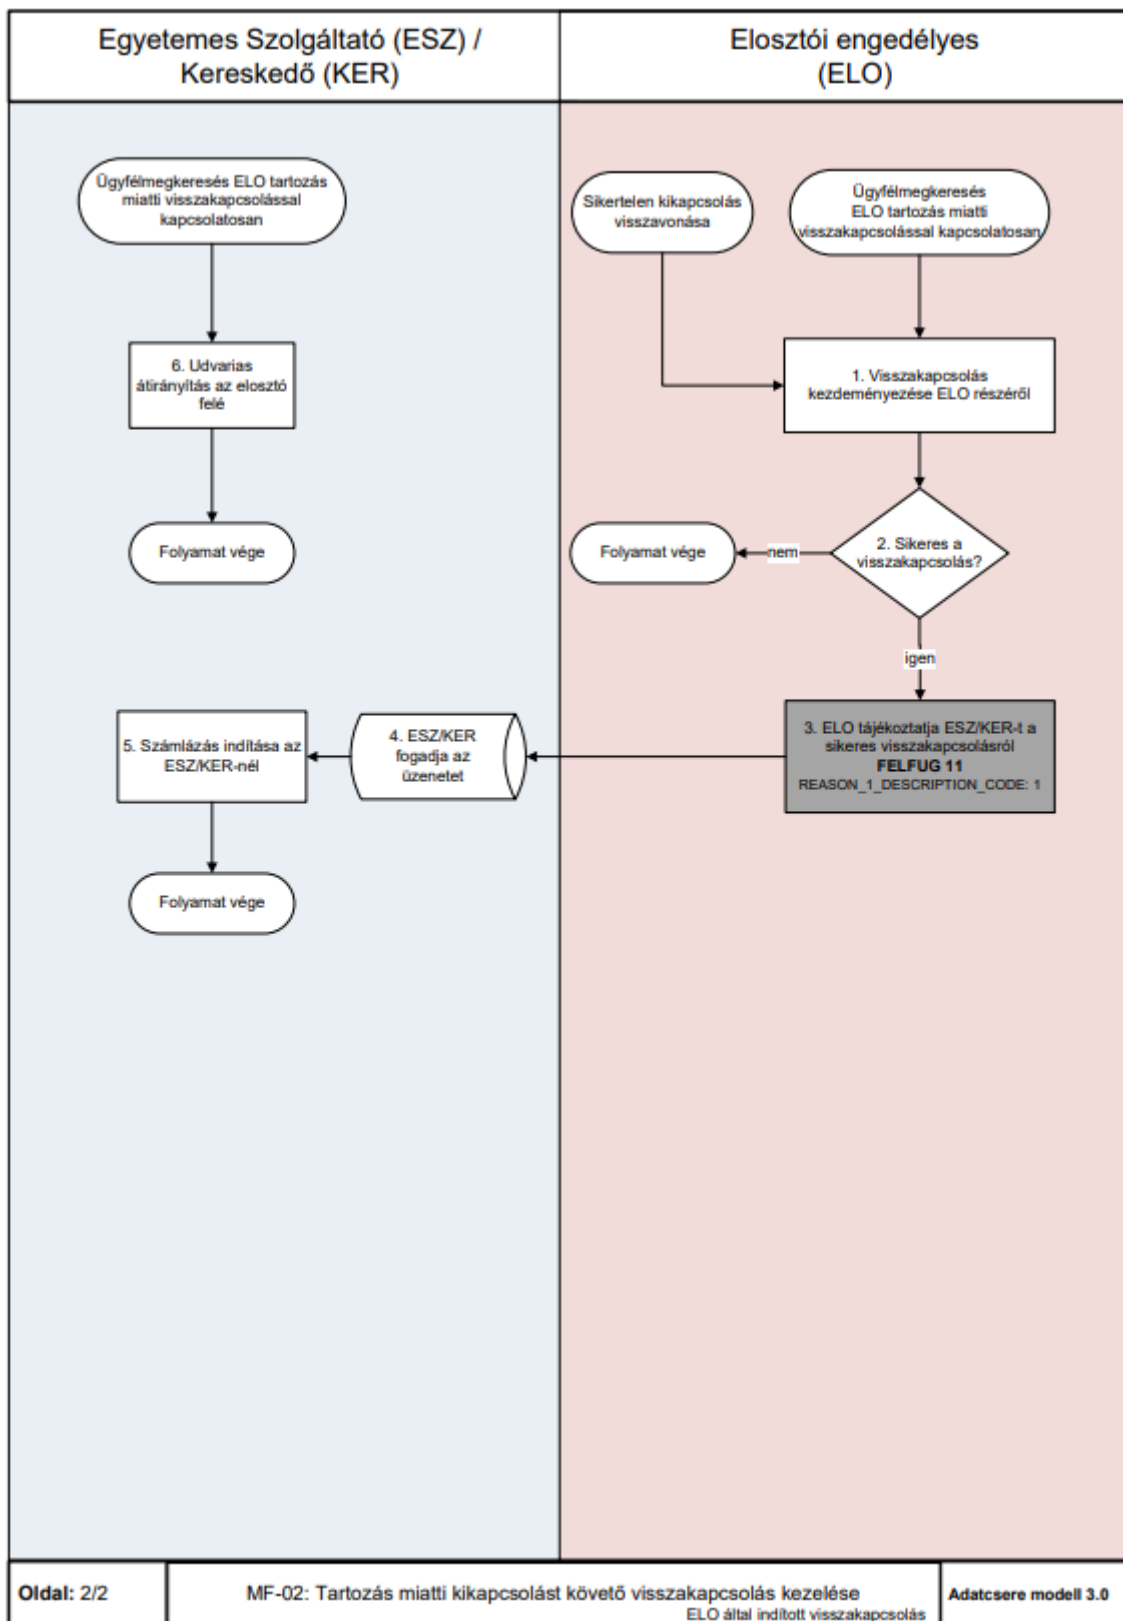 Egyetemes Szolgáltató (ESZ) /
Kereskedő (KER)
Elosztói engedélyes
(ELO)
Ügyfélmegkeresés ELO tartozás
miatti visszakapcsolással
kapcsolatosan
Sikertelen kikapcsolás
visszavonása
Ügyfélmegkeresés
ELO tartozás miatti
visszakapcsolással kapcsolatosan
6. Udvarias
átirányítás az elosztó
felé
1. Visszakapcsolás
kezdeményezése ELO részéről
Folyamat vége
Folyamat vége
nem
2. Sikeres a
visszakapcsolás?
igen
5. Számlázás indítása az
ESZ/KER-nél
4. ESZ/KER
fogadja az
üzenetet
3. ELO tájékoztatja ESZ/KER-t a
sikeres visszakapcsolásról
FELFUG 11
REASON_1_DESCRIPTION_CODE: 1
Folyamat vége
Oldal: 2/2
MF-02: Tartozás miatti kikapcsolást követő visszakapcsolás kezelése
ELO által indított visszakapcsolás
Adatcsere modell 3.0